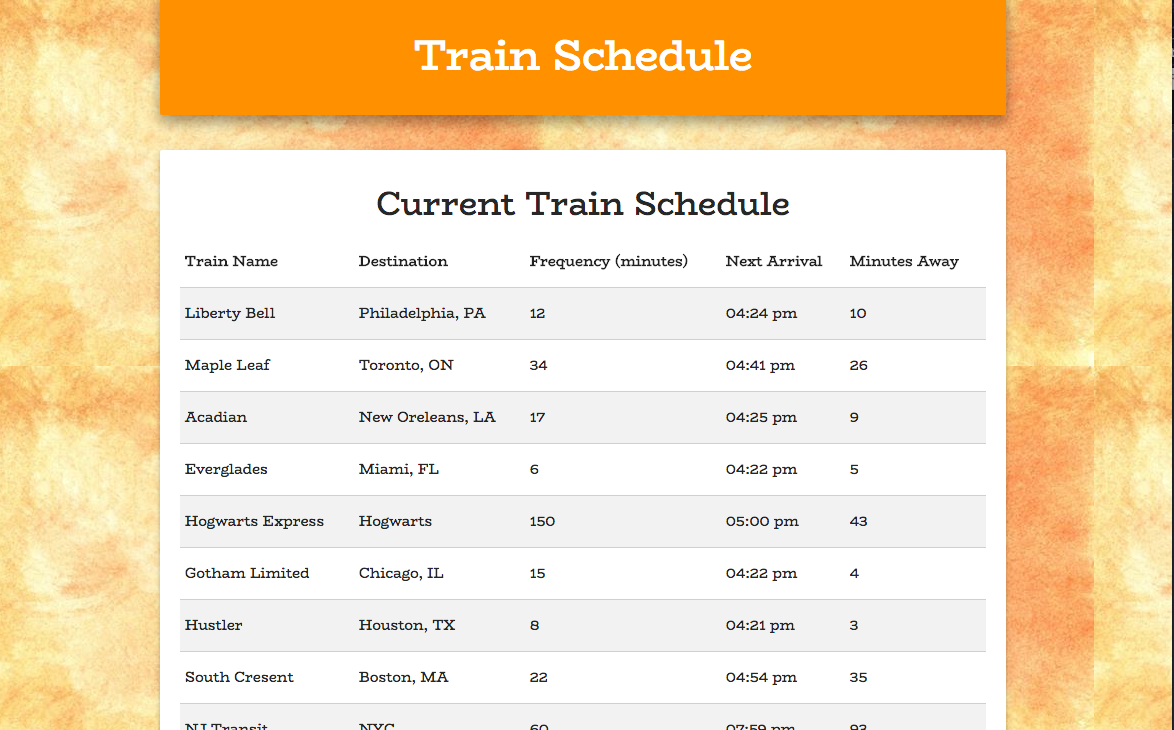 Train Schedule
Current Train Schedule
Train Name Destination Frequency (minutes) Next Arrival Minutes Away
Liberty Bell Philadelphia, PA 12 04:24 pm 10
Maple Leaf Toronto, ON 34 04:41 pm 26
Acadian New Oreleans, LA 17 04:25 pm 9
Everglades Miami, FL 6 04:22 pm 5
Hogwarts Express Hogwarts 150 05:00 pm 43
Gotham Limited Chicago, IL 15 04:22 pm 4
Hustler Houston, TX 8 04:21 pm 3
South Cresent Boston, MA 22 04:54 pm 35
NJ Transit NYC 60 07:59 pm